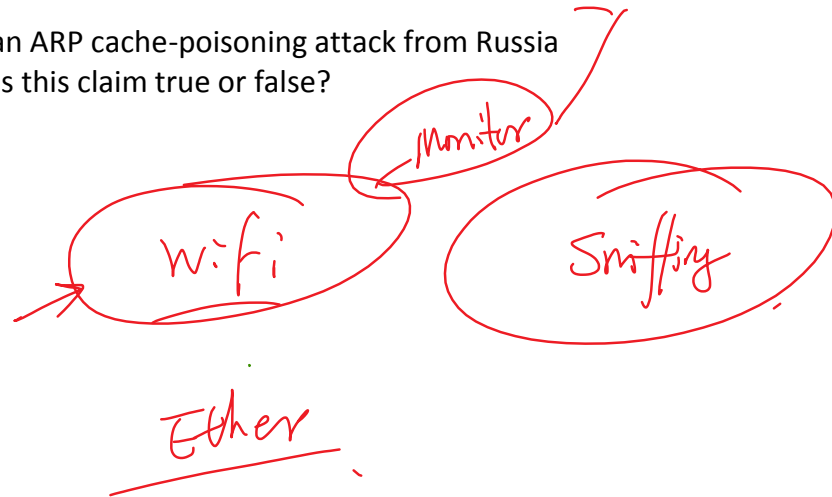 an ARP cache-poisoning attack from Russia
s this claim true or false?
Monitor
Wifi
Sniffing
Ether